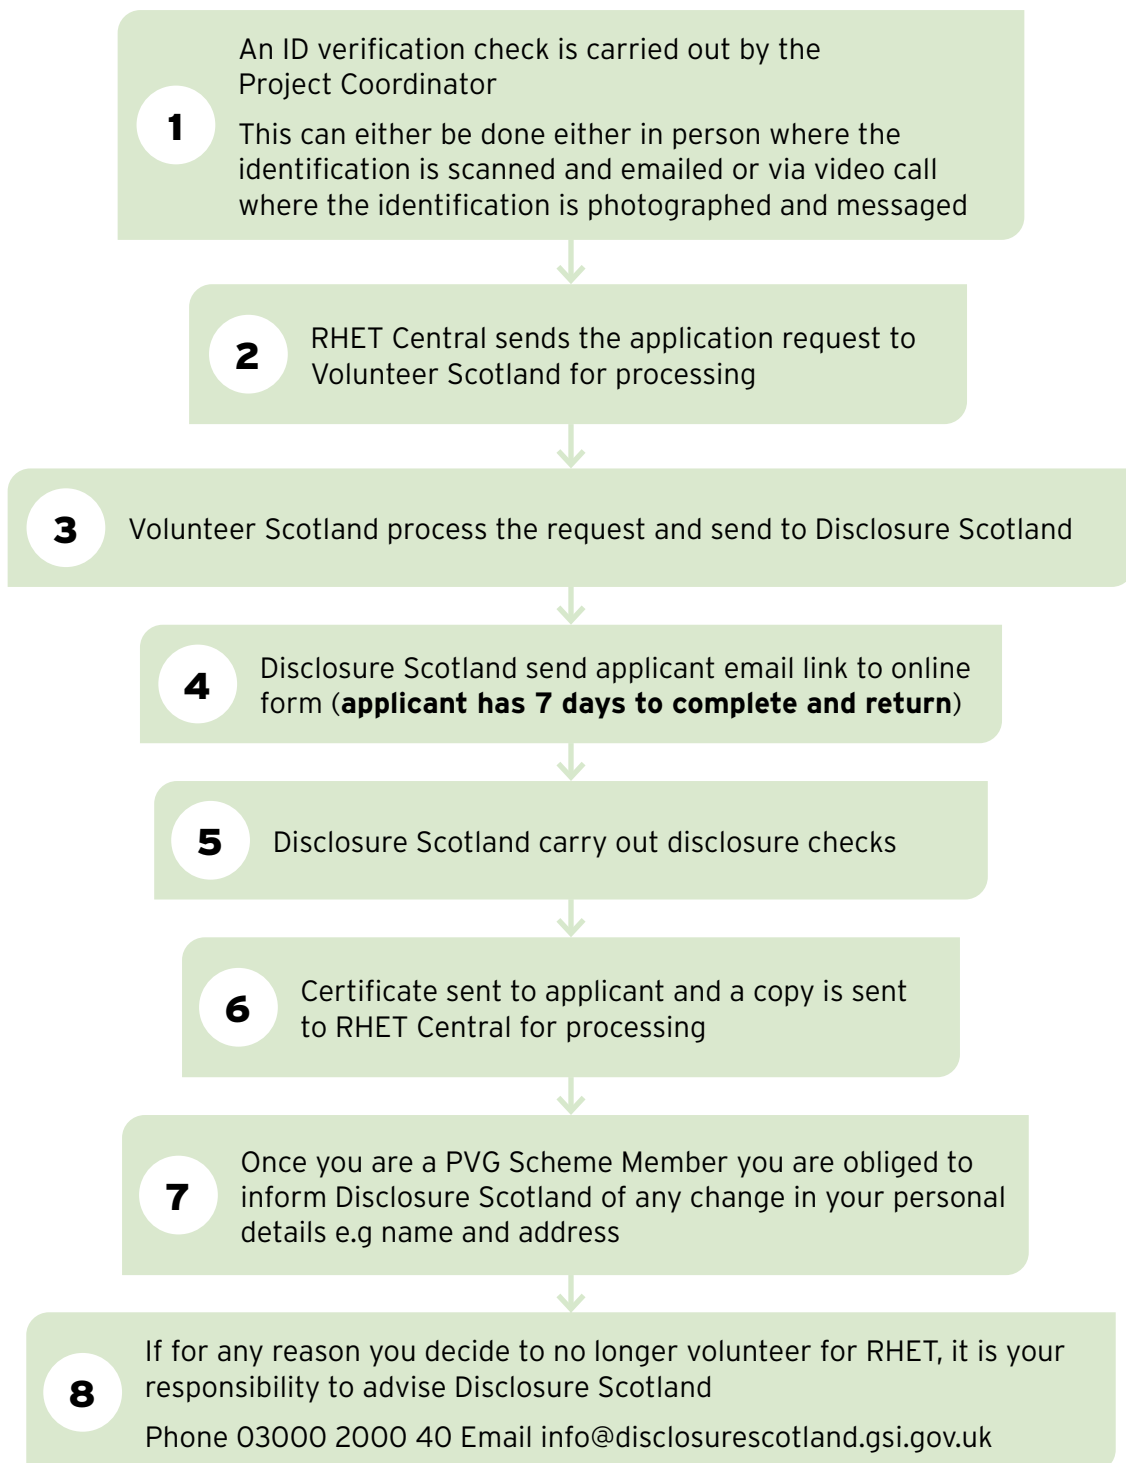 1
An ID verification check is carried out by the
Project Coordinator
This can either be done either in person where the
identification is scanned and emailed or via video call
where the identification is photographed and messaged
2
RHET Central sends the application request to
Volunteer Scotland for processing
3
Volunteer Scotland process the request and send to Disclosure Scotland
4
Disclosure Scotland send applicant email link to online
form (applicant has 7 days to complete and return)
5
Disclosure Scotland carry out disclosure checks
6
Certificate sent to applicant and a copy is sent
to RHET Central for processing
7
Once you are a PVG Scheme Member you are obliged to
inform Disclosure Scotland of any change in your personal
details e.g name and address
8
If for any reason you decide to no longer volunteer for RHET, it is your
responsibility to advise Disclosure Scotland
Phone 03000 2000 40 Email info@disclosurescotland.gsi.gov.uk